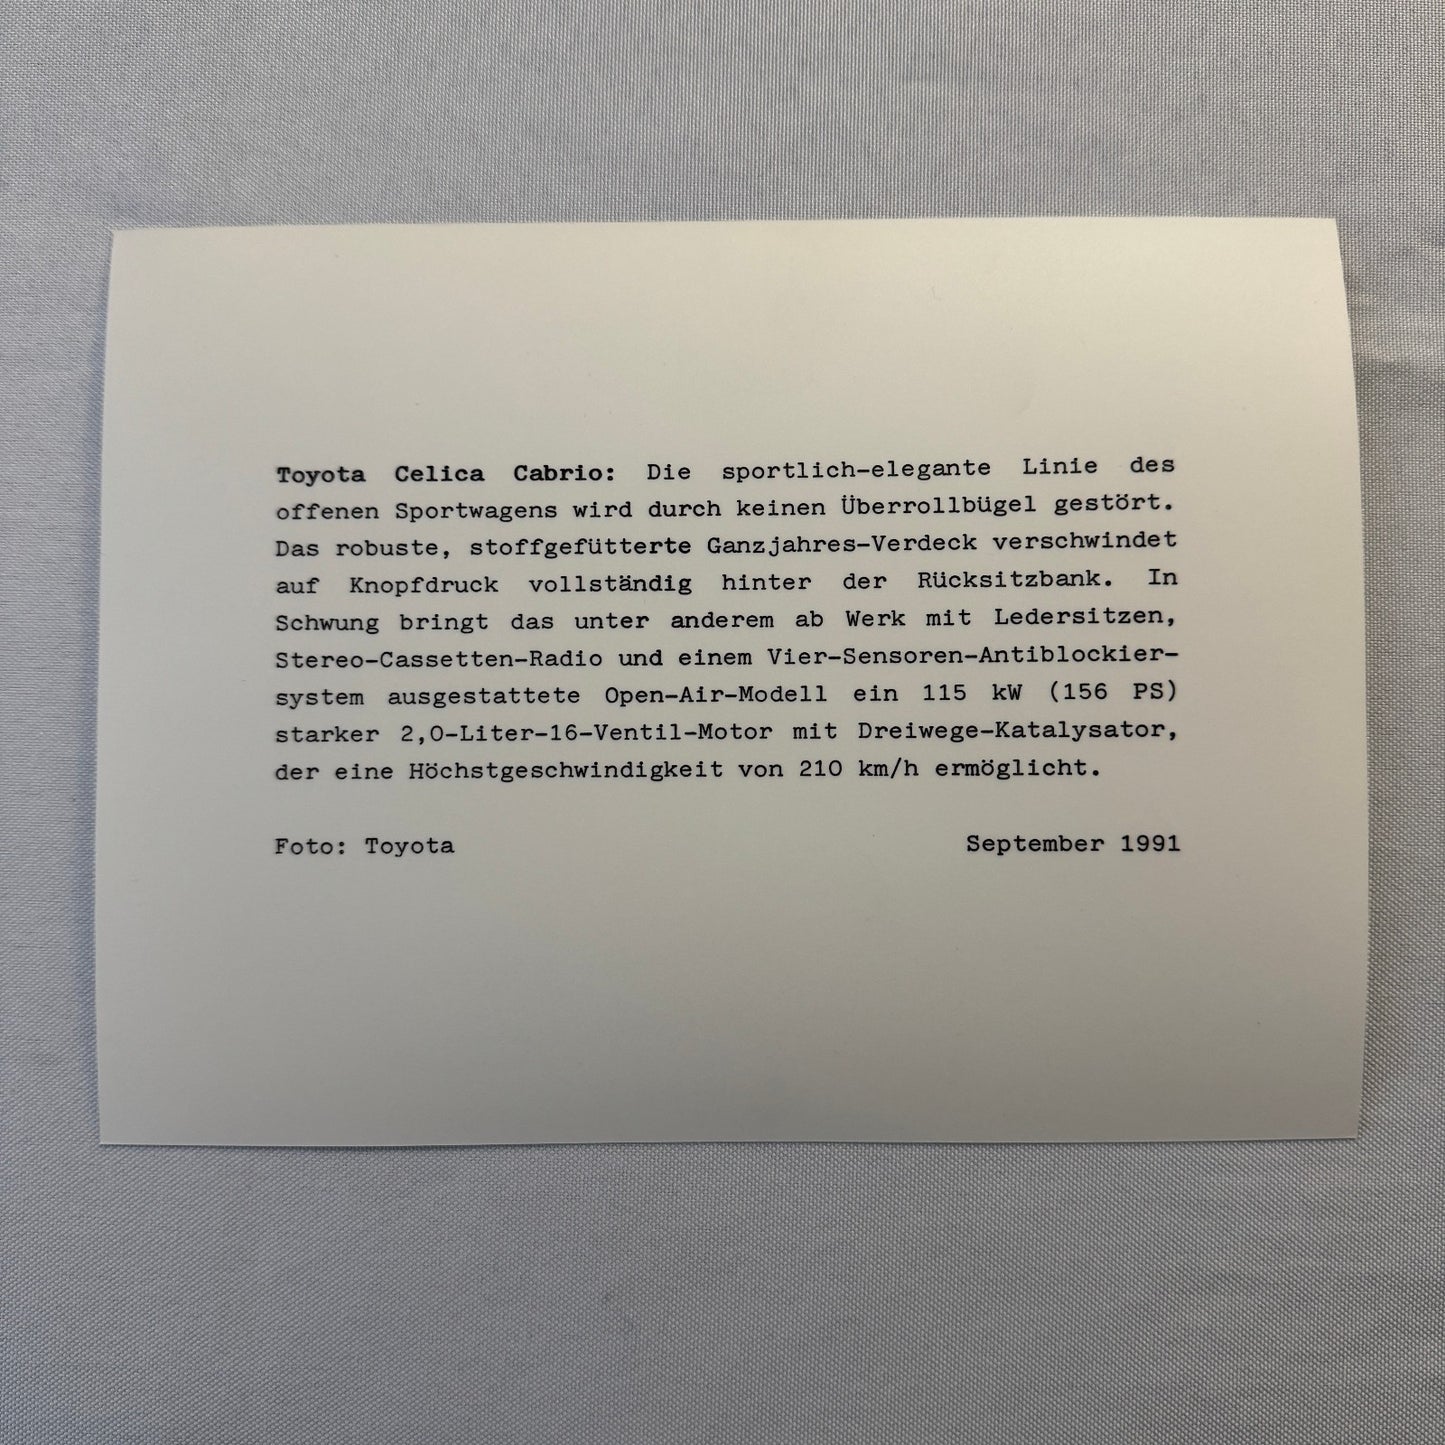 Toyota Celica Cabrio: Die sportlich-elegante Linie des
offenen Sportwagens wird durch keinen Überrollbügel gestört.
Das robuste, stoffgefütterte Ganzjahres-Verdeck verschwindet
auf Knopfdruck vollständig hinter der Rücksitzbank. In
Schwung bringt das unter anderem ab Werk mit Ledersitzen,
Stereo-Cassetten-Radio und einem Vier-Sensoren-Antiblockier-
system ausgestattete Open-Air-Modell ein 115 kW (156 PS)
starker 2,0-Liter-16-Ventil-Motor mit Dreiwege-Katalysator,
der eine Höchstgeschwindigkeit von 210 km/h ermöglicht.
Foto: Toyota September 1991